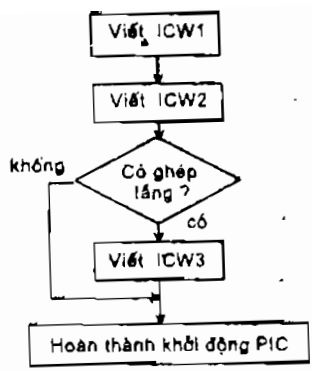 Viết ICW1
Viết ICW2
không
Có ghép
tầng ?
có
Viết ICW3
Hoàn thành khởi động PIC